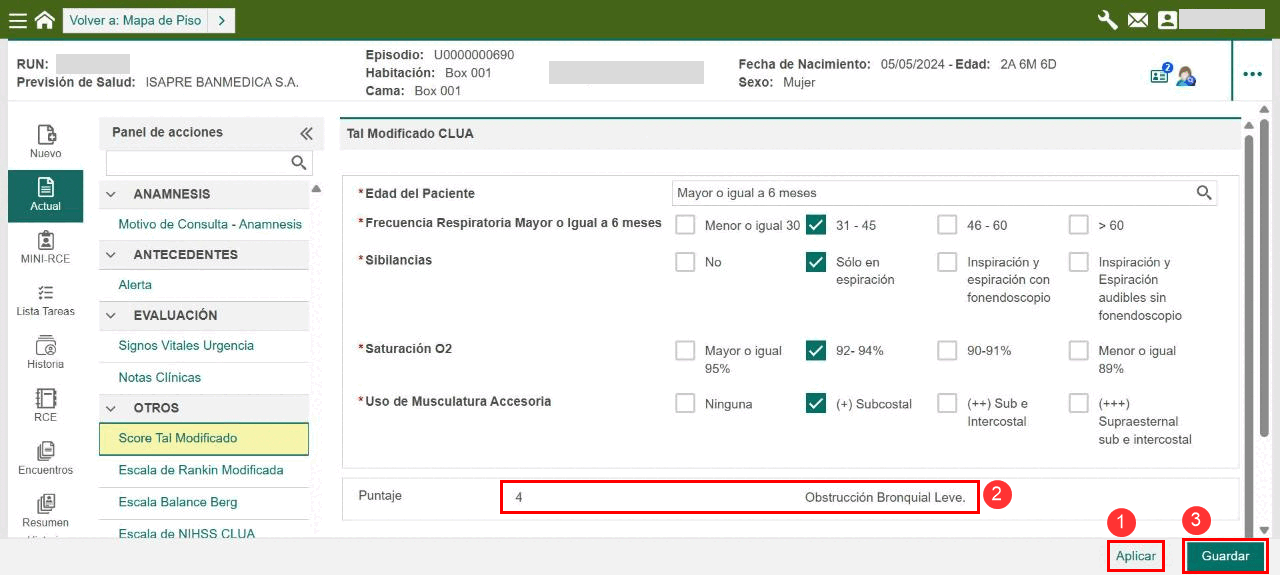 Volver a: Mapa de Piso
RUN:
Previsión de Salud: ISAPRE BANMEDICA S.A.
Episodio: U0000000690
Habitación: Box 001
Cama: Box 001
Fecha de Nacimiento: 05/05/2024 - Edad: 2A 6M 6D
Sexo: Mujer
2
Nuevo
Actual
MINI-RCE
Lista Tareas
Historia
RCE
Encuentros
Resumen
Panel de acciones
ANAMNESIS
Motivo de Consulta - Anamnesis
ANTECEDENTES
Alerta
EVALUACIÓN
Signos Vitales Urgencia
Notas Clínicas
OTROS
Score Tal Modificado
Escala de Rankin Modificada
Escala Balance Berg
Escala de NIHSS CLUA
Tal Modificado CLUA
*Edad del Paciente Mayor o igual a 6 meses
*Frecuencia Respiratoria Mayor o Igual a 6 meses Menor o igual 30 31 - 45 46 - 60 > 60
*Sibilancias No Sólo en Inspiración y Inspiración y
espiración espiración con Espiración
fonendoscopio audibles sin
fonendoscopio
*Saturación O2 Mayor o igual 92- 94% 90-91% Menor o igual
95% 89%
*Uso de Musculatura Accesoria Ninguna (+) Subcostal (++) Sub e (+++)
Intercostal Supraesternal
sub e intercostal
Puntaje 4 Obstrucción Bronquial Leve. 2
1 3
Aplicar Guardar